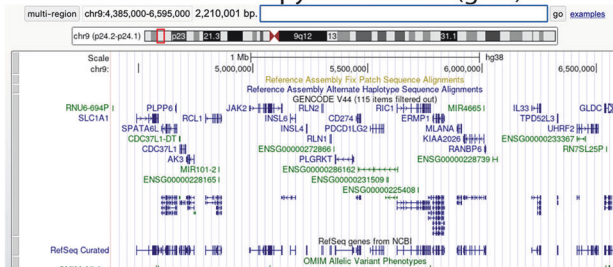 multi-region chr9:4,385,000-6,595,000 2,210,001 bp. go examples
chr9 (p24.2-p24.1) p23 21.3 9q12 13 31.1
Scale 1 Mb hg38
chr9: 5,000,000 5,500,000 6,000,000 6,500,000
Reference Assembly Fix Patch Sequence Alignments
Reference Assembly Alternate Haplotype Sequence Alignments
GENCODE V44 (115 items filtered out)
RNU6-694P PLPP6 JAK2 RLN2 RIC1 MIR4665 IL33 GLDC
SLC1A1 RCL1 INSL6 CD274 ERMP1 TPD52L3
SPATA6L INSL4 PDCD1LG2 MLANA UHRF2
CDC37L1-DT RLN1 KIAA2026 ENSG00000233367
CDC37L1 ENSG00000272866 RANBP6 RN7SL25P
AK3 PLGRKT ENSG00000228739
MIR101-2 ENSG00000286162
ENSG00000228165 ENSG00000231509
ENSG00000225408
RefSeq genes from NCBI
RefSeq Curated
OMIM Allelic Variant Phenotypes